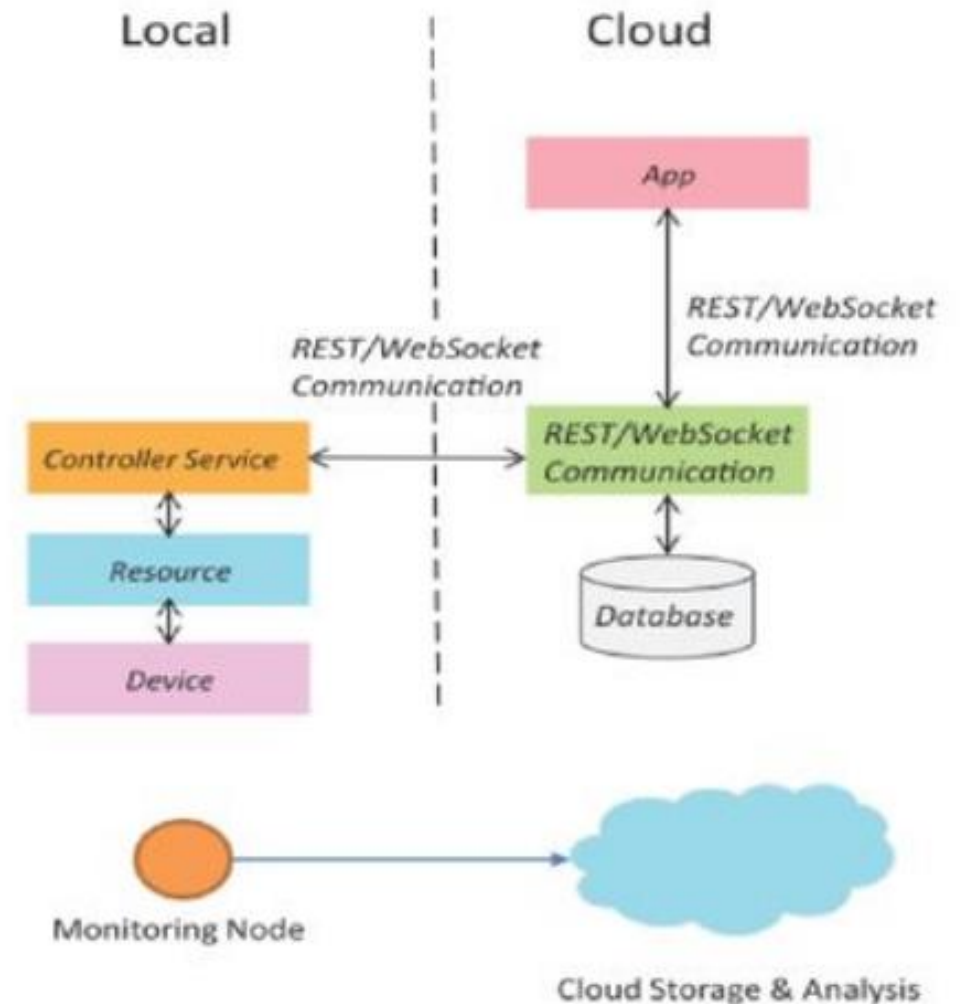 Local
Cloud
App
REST/WebSocket
Communication
REST/WebSocket
Communication
Controller Service
REST/WebSocket
Communication
Resource
Database
Device
Monitoring Node
Cloud Storage & Analysis